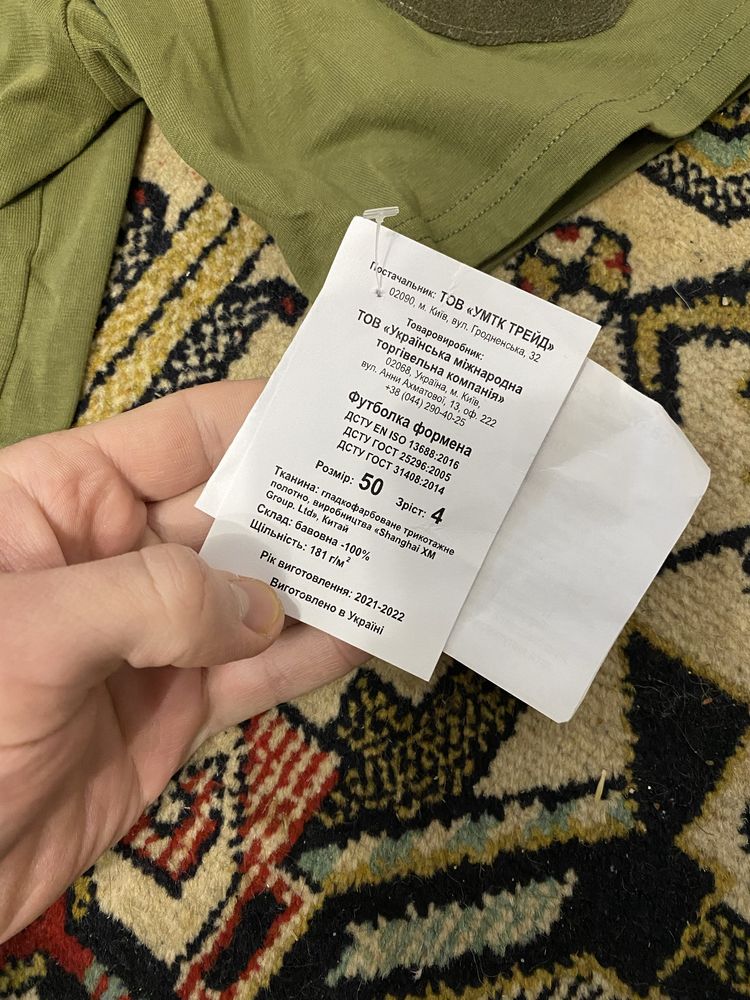 Постачальник: ТОВ «УМТК ТРЕЙД»
02090, м. Київ, вул. Гродненська, 32
Товаровиробник:
ТОВ «Українська міжнародна
торгівельна компанія»
02068, Україна, м. Київ,
вул. Анни Ахматової, 13, оф. 222
+38 (044) 290-40-25
Футболка формена
ДСТУ EN ISO 13688:2016
ДСТУ ГОСТ 25296:2005
ДСТУ ГОСТ 31408:2014
Розмір: 50 Зріст: 4
Тканина: гладкофарбоване трикотажне
полотно, виробництва «Shanghai XM
Group. Ltd», Китай
Склад: бавовна -100%
Щільність: 181 г/м²
Рік виготовлення: 2021-2022
Виготовлено в Україні